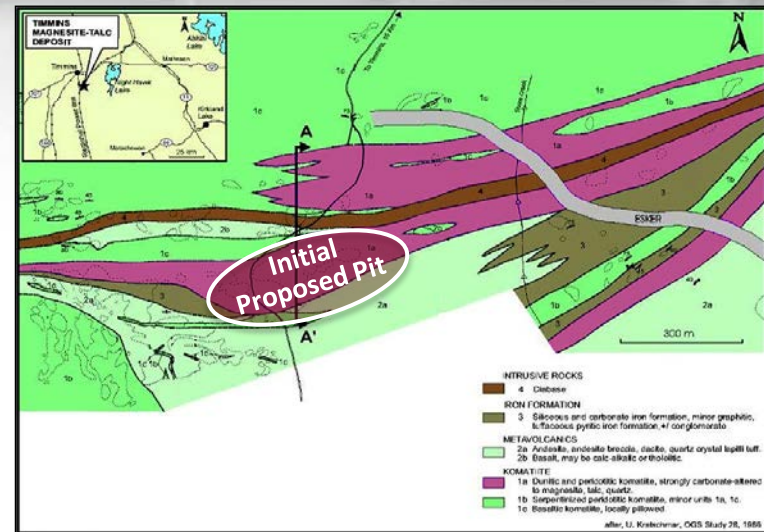 TIMMINS
MAGNESITE-TALC
DEPOSIT
Timmins
Matheson
Night Hawk
Lake
Kirkland
Lake
Matachewan
25 km
N
A
A'
ESKER
Initial
Proposed Pit
300 m
INTRUSIVE ROCKS
4 Diabase
IRON FORMATION
3 Siliceous and carbonate iron formation, minor graphitic,
tuffaceous pyritic iron formation, +/ conglomerate
METAVOLCANICS
2a Andesite, andesite breccia, dacite, quartz crystal lapilli tuff.
2b Basalt, may be calc-alkalic or tholeiitic.
KOMATIITE
1a Dunitic and peridotitic komatiite, strongly carbonate-altered
to magnesite, talc, quartz.
1b Serpentinized peridotitic komatiite, minor units 1a, 1c.
1c Basaltic komatiite, locally pillowed.
after, U. Kretschmar, OGS Study 28, 1986